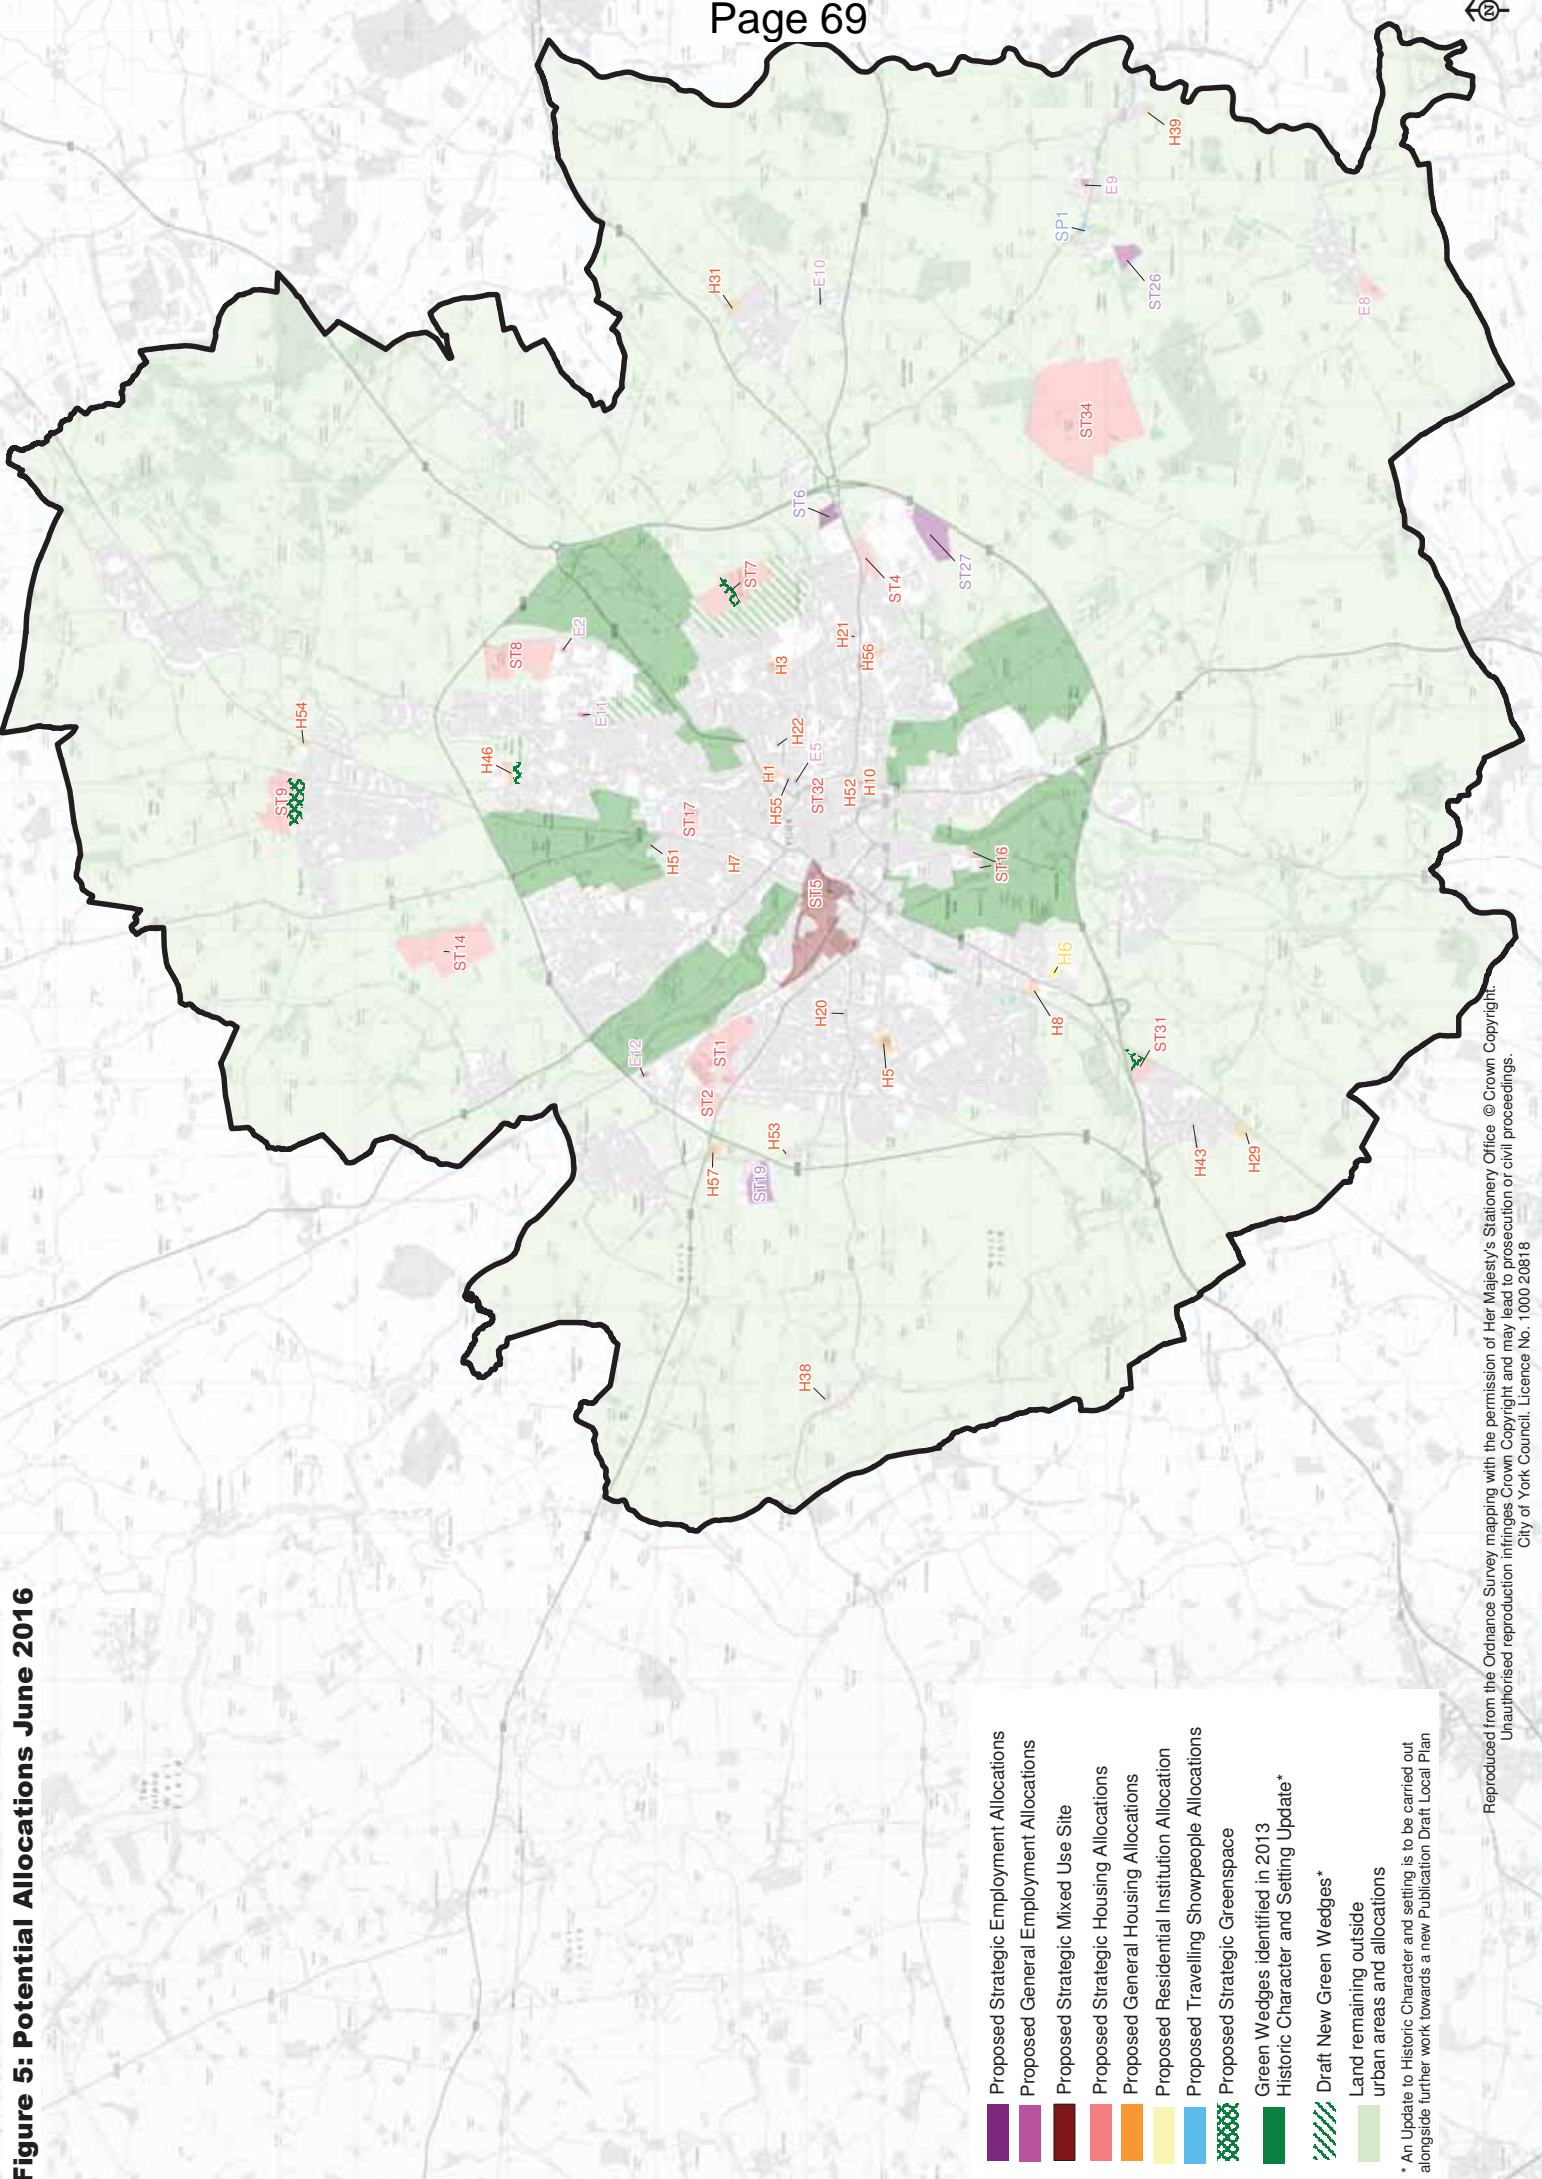 Page 69
Figure 5: Potential Allocations June 2016
N
H39
E9
SP1
ST26
E8
H31
E10
ST34
ST6
ST27
ST4
ST7
ST8
E2
H21
H56
H3
E11
H54
H46
H22
E5
H1
H55
ST32
H52
H10
ST9
ST17
H51
H7
ST16
ST5
ST14
H6
H8
H20
H5
ST31
E12
ST1
ST2
H53
H57
ST19
H43
H29
H38
Proposed Strategic Employment Allocations
Proposed General Employment Allocations
Proposed Strategic Mixed Use Site
Proposed Strategic Housing Allocations
Proposed General Housing Allocations
Proposed Residential Institution Allocation
Proposed Travelling Showpeople Allocations
Proposed Strategic Greenspace
Green Wedges identified in 2013
Historic Character and Setting Update*
Draft New Green Wedges*
Land remaining outside
urban areas and allocations
* An Update to Historic Character and setting is to be carried out
alongside further work towards a new Publication Draft Local Plan
Reproduced from the Ordnance Survey mapping with the permission of Her Majesty's Stationery Office © Crown Copyright.
Unauthorised reproduction infringes Crown Copyright and may lead to prosecution or civil proceedings.
City of York Council. Licence No. 1000 20818